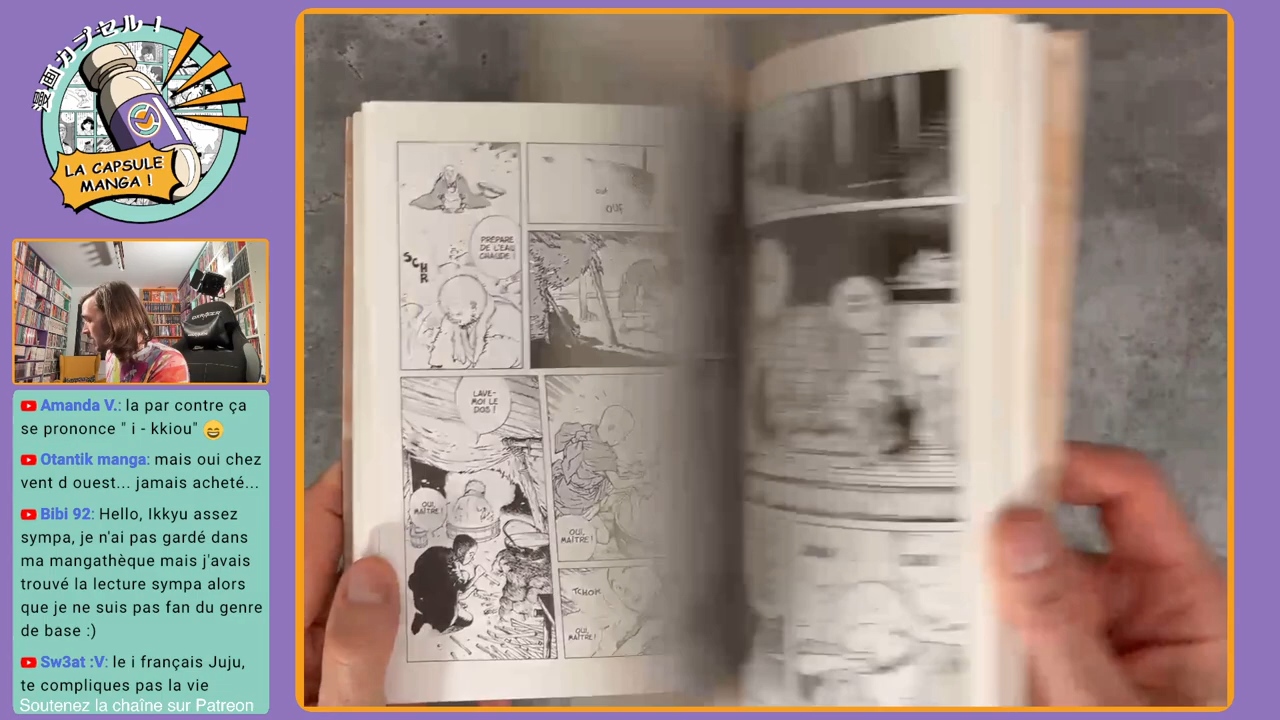 漫画カプセル!
LA CAPSULE
MANGA !
Amanda V.: la par contre ça
se prononce " i - kkiou" 😄
Otantik manga: mais oui chez
vent d ouest... jamais acheté...
Bibi 92: Hello, Ikkyu assez
sympa, je n'ai pas gardé dans
ma mangathèque mais j'avais
trouvé la lecture sympa alors
que je ne suis pas fan du genre
de base :)
Sw3at :V: le i français Juju,
te compliques pas la vie
Soutenez la chaîne sur Patreon
OUF
SCHR
PRÉPARE
DE L'EAU
CHAUDE !
LAVE-
MOI LE
DOS !
OUI,
MAÎTRE !
OUI,
MAÎTRE !
TCHOK
OUI,
MAÎTRE !